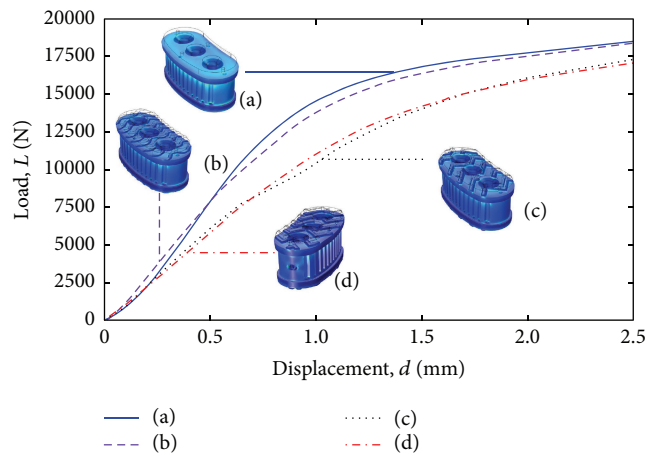 20000
17500
15000
12500
10000
7500
5000
2500
0
Load, L (N)
(a)
(b)
(c)
(d)
0 0.5 1.0 1.5 2.0 2.5
Displacement, d (mm)
(a) (c)
(b) (d)